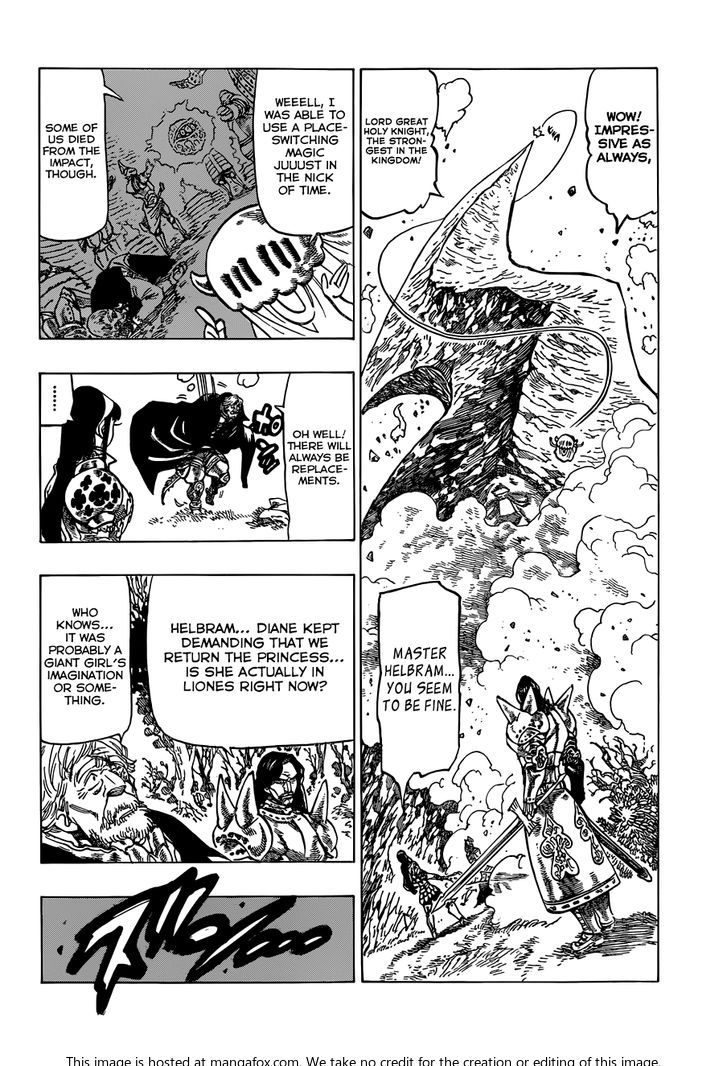 WOW!
IMPRES-
SIVE AS
ALWAYS,
LORD GREAT
HOLY KNIGHT,
THE STRON-
GEST IN THE
KINGDOM!
MASTER
HELBRAM...
YOU SEEM
TO BE FINE.
WEEELL, I
WAS ABLE TO
USE A PLACE-
SWITCHING
MAGIC
JUUUST IN
THE NICK
OF TIME.
SOME OF
US DIED
FROM THE
IMPACT,
THOUGH.
OH WELL!
THERE WILL
ALWAYS BE
REPLACE-
MENTS.
........
HELBRAM... DIANE KEPT
DEMANDING THAT WE
RETURN THE PRINCESS...
IS SHE ACTUALLY IN
LIONES RIGHT NOW?
WHO
KNOWS...
IT WAS
PROBABLY A
GIANT GIRL'S
IMAGINATION
OR SOME-
THING.
This image is hosted at mangafox.com. We take no credit for the creation or editing of this image.